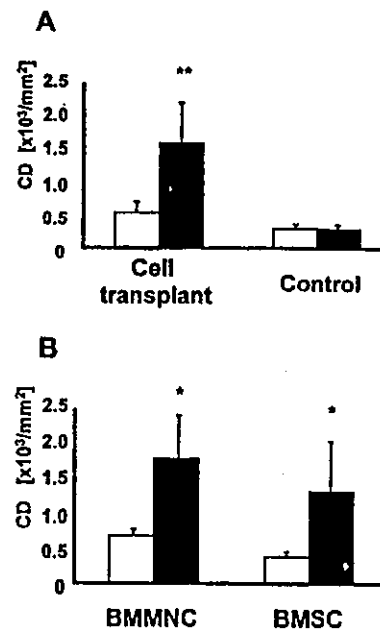 A
**
CD [x10³/mm²]
2.5
2.0
1.5
1.0
0.5
0
Cell
transplant
Control
B
* *
CD [x10³/mm²]
2.5
2.0
1.5
1.0
0.5
0
BMMNC BMSC